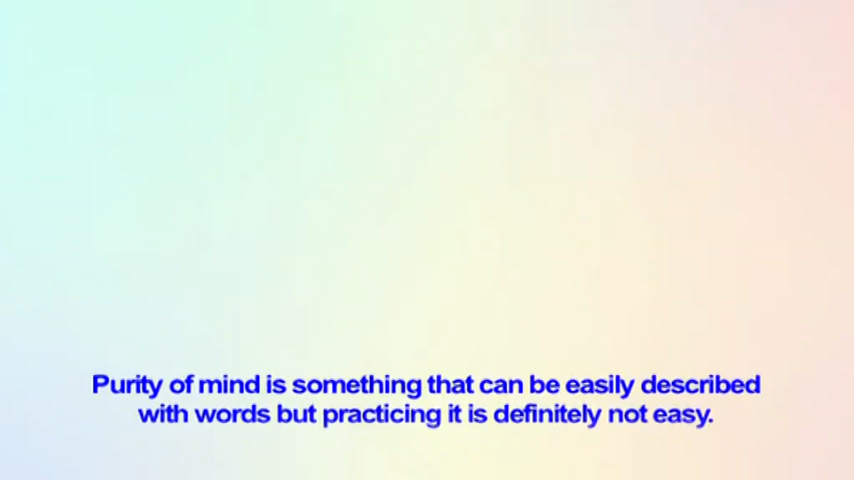 Purity of mind is something that can be easily described
with words but practicing it is definitely not easy.